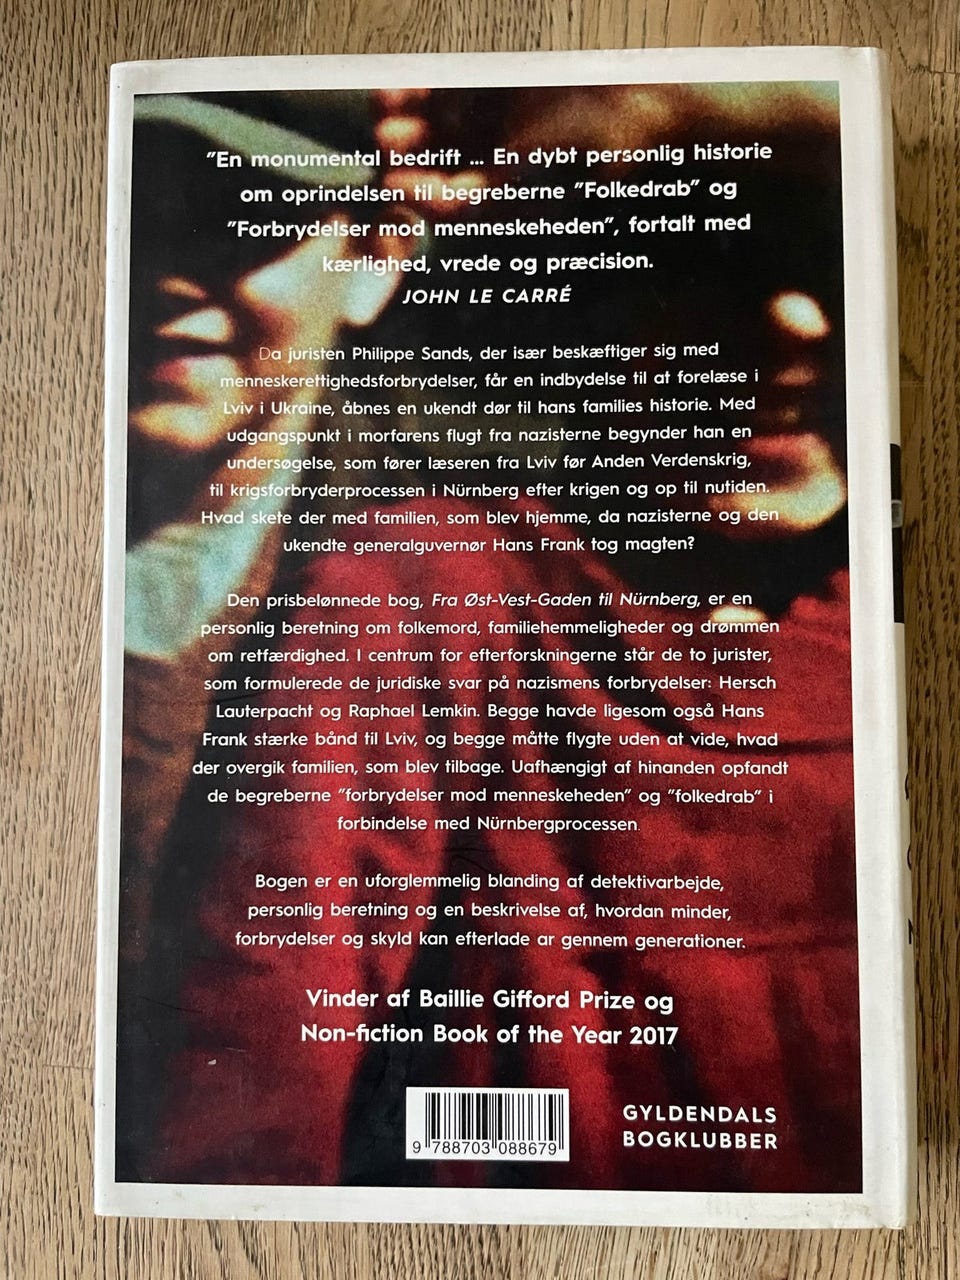 "En monumental bedrift ... En dybt personlig historie
om oprindelsen til begreberne "Folkedrab" og
"Forbrydelser mod menneskeheden", fortalt med
kærlighed, vrede og præcision.
JOHN LE CARRÉ
Da juristen Philippe Sands, der især beskæftiger sig med
menneskerettighedsforbrydelser, får en indbydelse til at forelæse i
Lviv i Ukraine, åbnes en ukendt dør til hans families historie. Med
udgangspunkt i morfarens flugt fra nazisterne begynder han en
undersøgelse, som fører læseren fra Lviv før Anden Verdenskrig,
til krigsforbryderprocessen i Nürnberg efter krigen og op til nutiden.
Hvad skete der med familien, som blev hjemme, da nazisterne og den
ukendte generalguvernør Hans Frank tog magten?
Den prisbelønnede bog, Fra Øst-Vest-Gaden til Nürnberg, er en
personlig beretning om folkemord, familiehemmeligheder og drømmen
om retfærdighed. I centrum for efterforskningerne står de to jurister,
som formulerede de juridiske svar på nazismens forbrydelser: Hersch
Lauterpacht og Raphael Lemkin. Begge havde ligesom også Hans
Frank stærke bånd til Lviv, og begge måtte flygte uden at vide, hvad
der overgik familien, som blev tilbage. Uafhængigt af hinanden opfandt
de begreberne "forbrydelser mod menneskeheden" og "folkedrab" i
forbindelse med Nürnbergprocessen.
Bogen er en uforglemmelig blanding af detektivarbejde,
personlig beretning og en beskrivelse af, hvordan minder,
forbrydelser og skyld kan efterlade ar gennem generationer.
Vinder af Baillie Gifford Prize og
Non-fiction Book of the Year 2017
9 788703 088679
GYLDENDALS
BOGKLUBBER